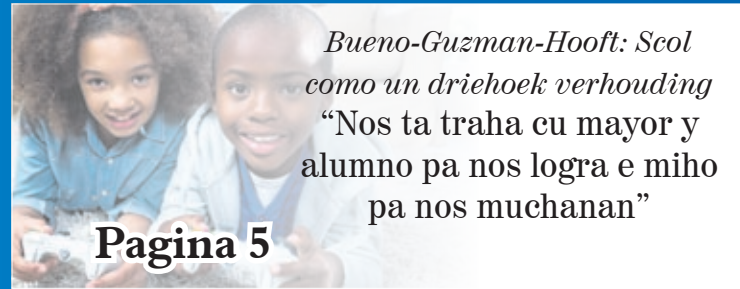 Bueno-Guzman-Hooft: Scol
como un driehoek verhouding
“Nos ta traha cu mayor y
alumno pa nos logra e miho
pa nos muchanan”
Pagina 5